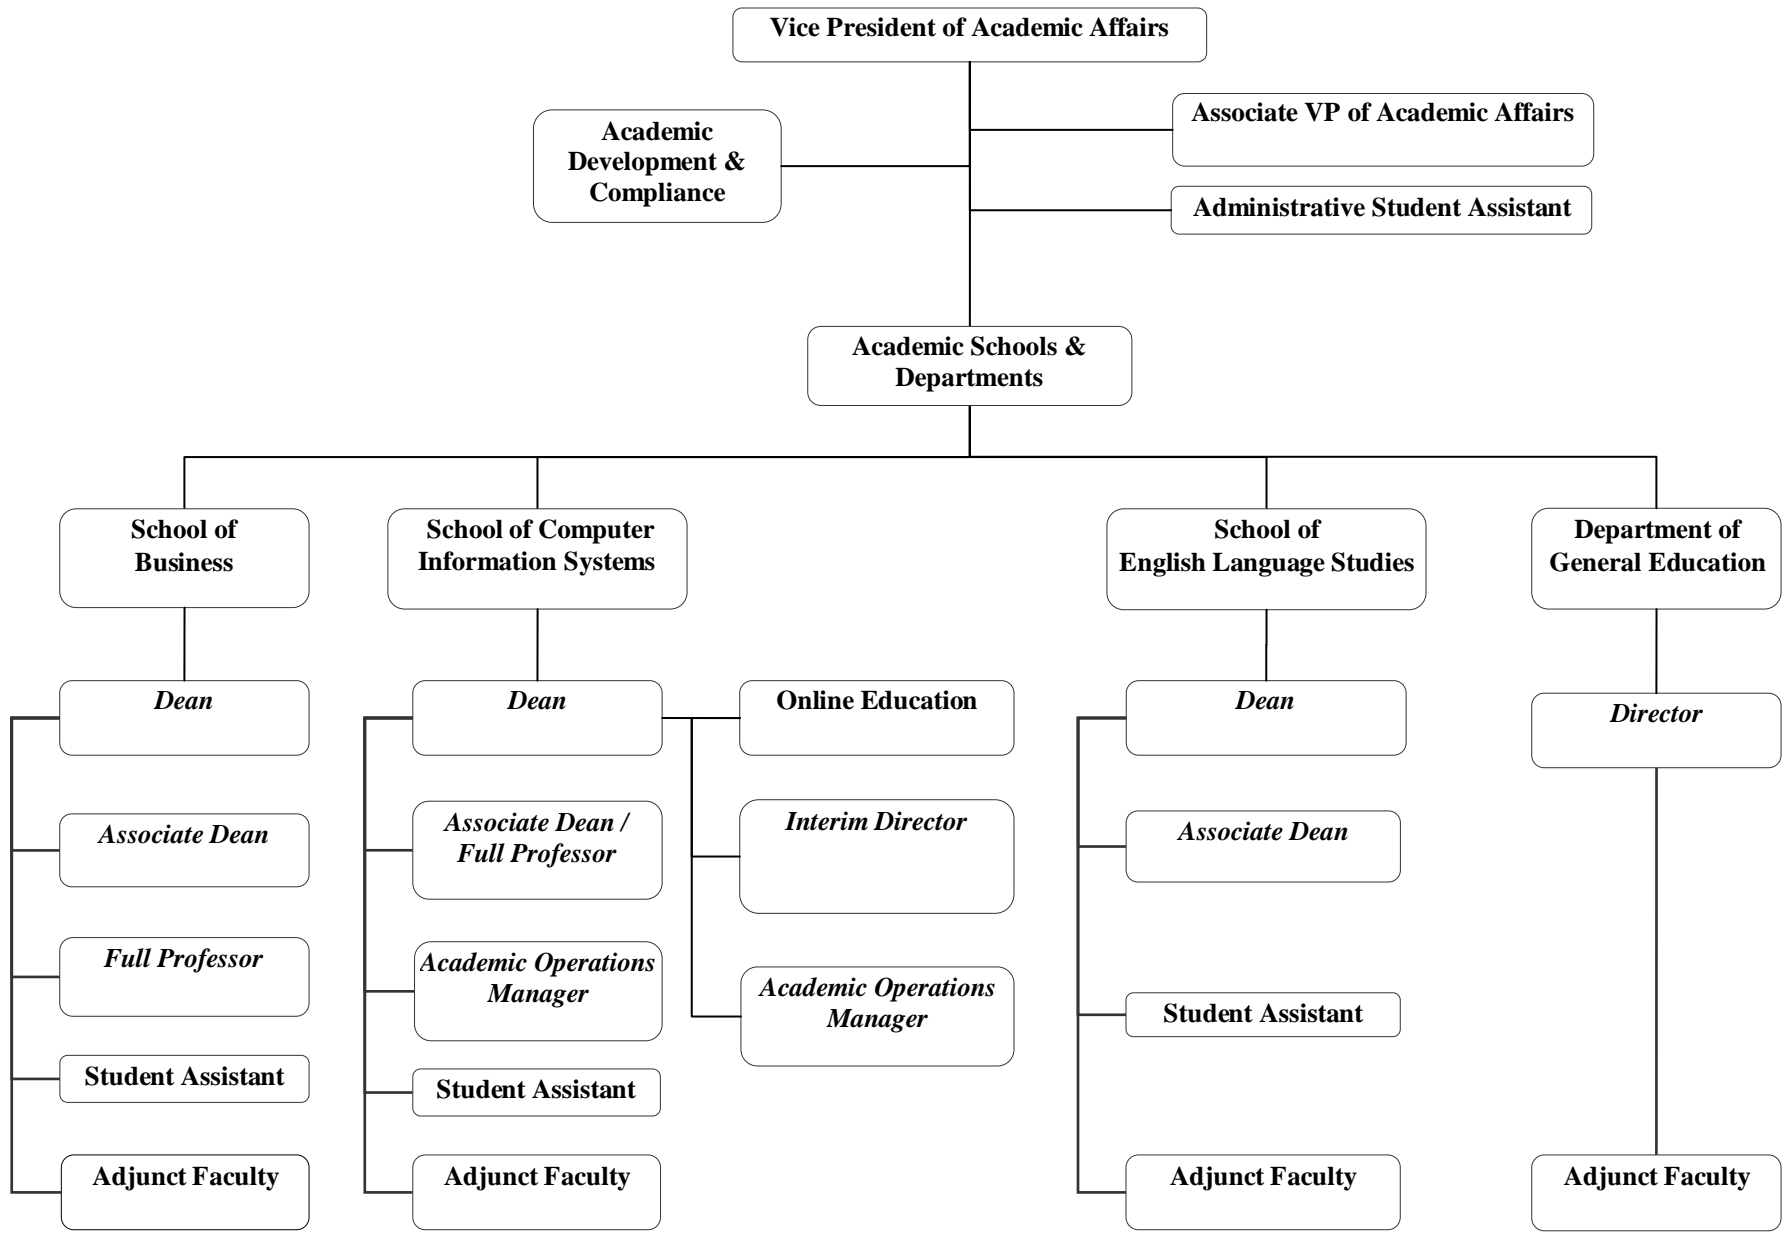 Vice President of Academic Affairs
Associate VP of Academic Affairs
Academic
Development &
Compliance
Administrative Student Assistant
Academic Schools &
Departments
School of
Business
School of Computer
Information Systems
School of
English Language Studies
Department of
General Education
Dean
Associate Dean
Full Professor
Student Assistant
Adjunct Faculty
Dean
Associate Dean /
Full Professor
Academic Operations
Manager
Student Assistant
Adjunct Faculty
Online Education
Interim Director
Academic Operations
Manager
Dean
Associate Dean
Student Assistant
Adjunct Faculty
Director
Adjunct Faculty